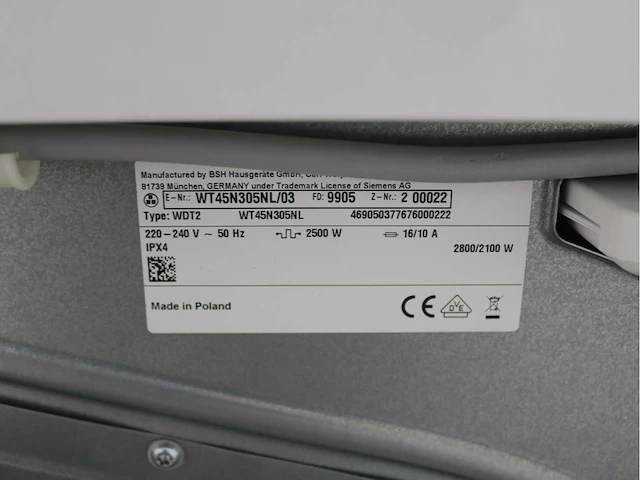 Manufactured by BSH Hausgeräte GmbH,
81739 München, GERMANY under Trademark License of Siemens AG
E-Nr.: WT45N305NL/03 FD: 9905 Z-Nr.: 2 00022
Type: WDT2 WT45N305NL 469050377676000222
220-240 V ~ 50 Hz 2500 W 16/10 A
IPX4 2800/2100 W
Made in Poland CE DVE